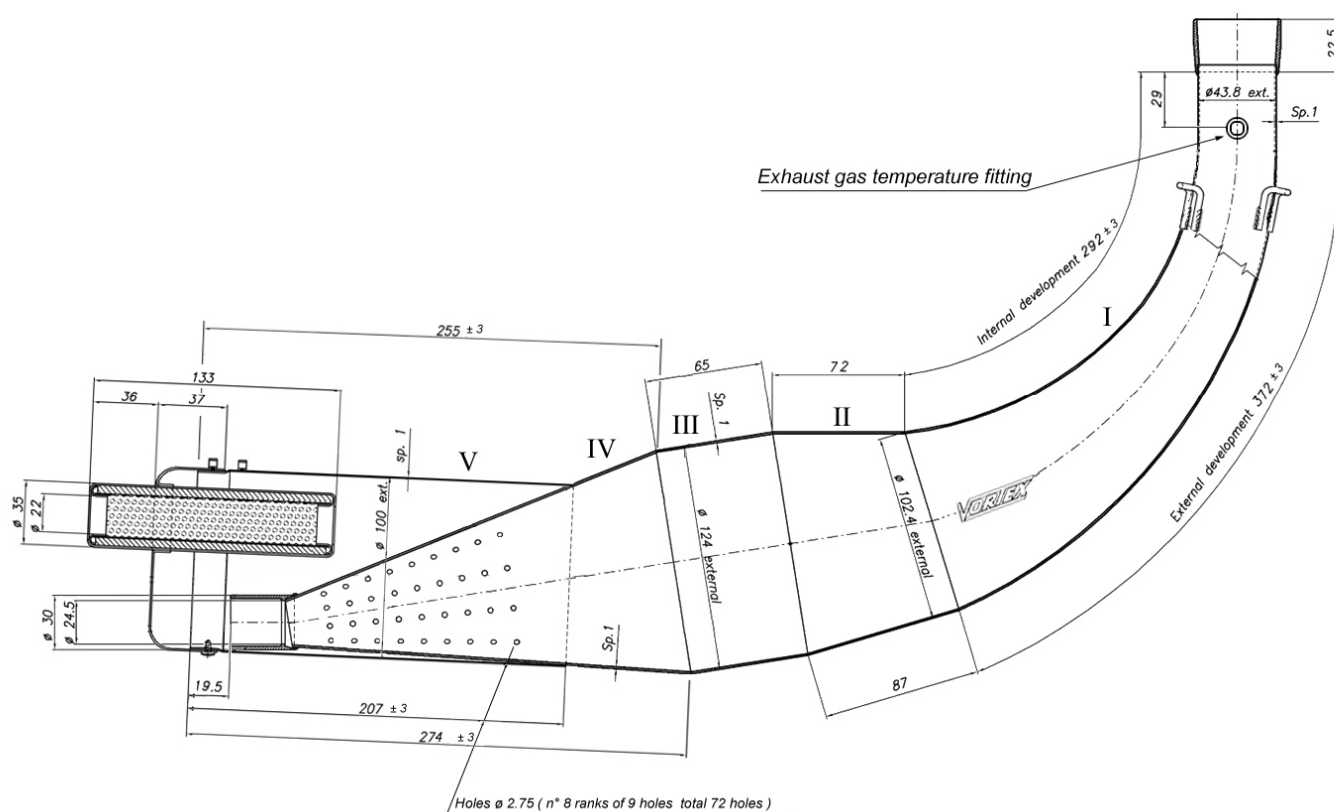 22.5
29
ø43.8 ext.
Sp.1
Exhaust gas temperature fitting
Internal development 292 ±3
I
255 ±3
65
72
133
36
37
Sp. 1
III
II
IV
V
sp. 1
External development 372 ±3
ø 35
ø 22
ø 100 ext.
ø 124 external
ø 102.4 external
VORTEX
ø 30
ø 24.5
Sp.1
19.5
87
207 ±3
274 ±3
Holes ø 2.75 ( n° 8 ranks of 9 holes total 72 holes )